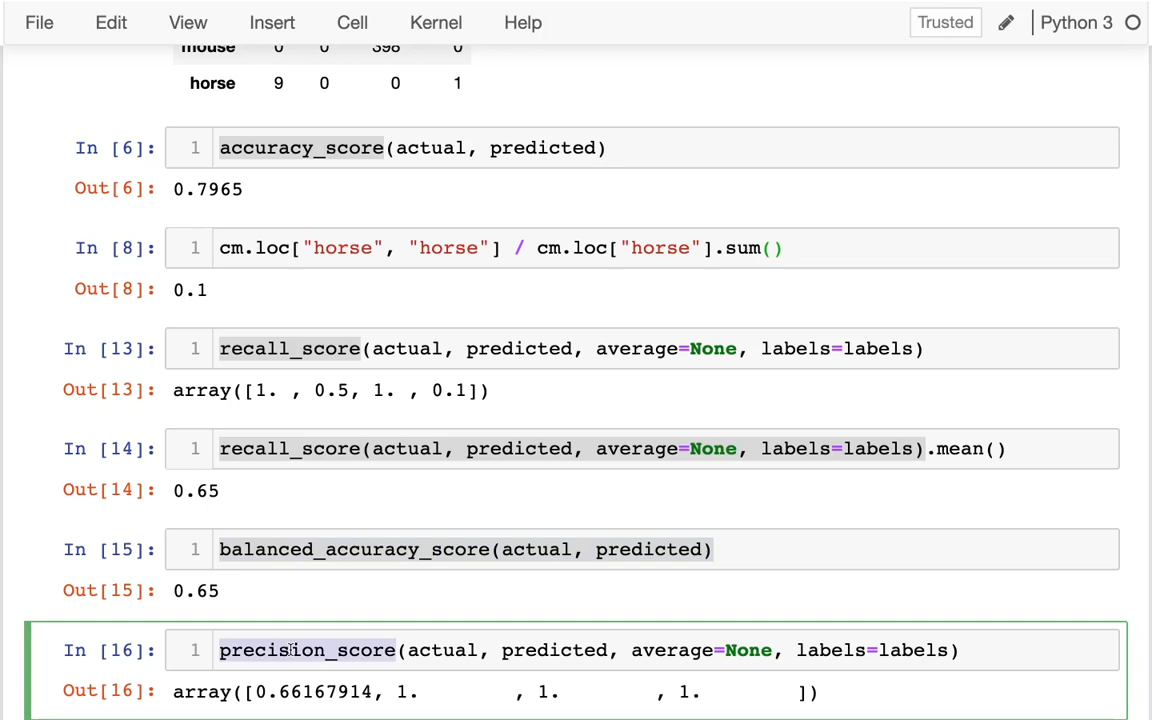 File Edit View Insert Cell Kernel Help Trusted Python 3
mouse 0 0 398 0
horse 9 0 0 1
In [6]: 1 accuracy_score(actual, predicted)
Out[6]: 0.7965
In [8]: 1 cm.loc["horse", "horse"] / cm.loc["horse"].sum()
Out[8]: 0.1
In [13]: 1 recall_score(actual, predicted, average=None, labels=labels)
Out[13]: array([1. , 0.5, 1. , 0.1])
In [14]: 1 recall_score(actual, predicted, average=None, labels=labels).mean()
Out[14]: 0.65
In [15]: 1 balanced_accuracy_score(actual, predicted)
Out[15]: 0.65
In [16]: 1 precision_score(actual, predicted, average=None, labels=labels)
Out[16]: array([0.66167914, 1. , 1. , 1. ])